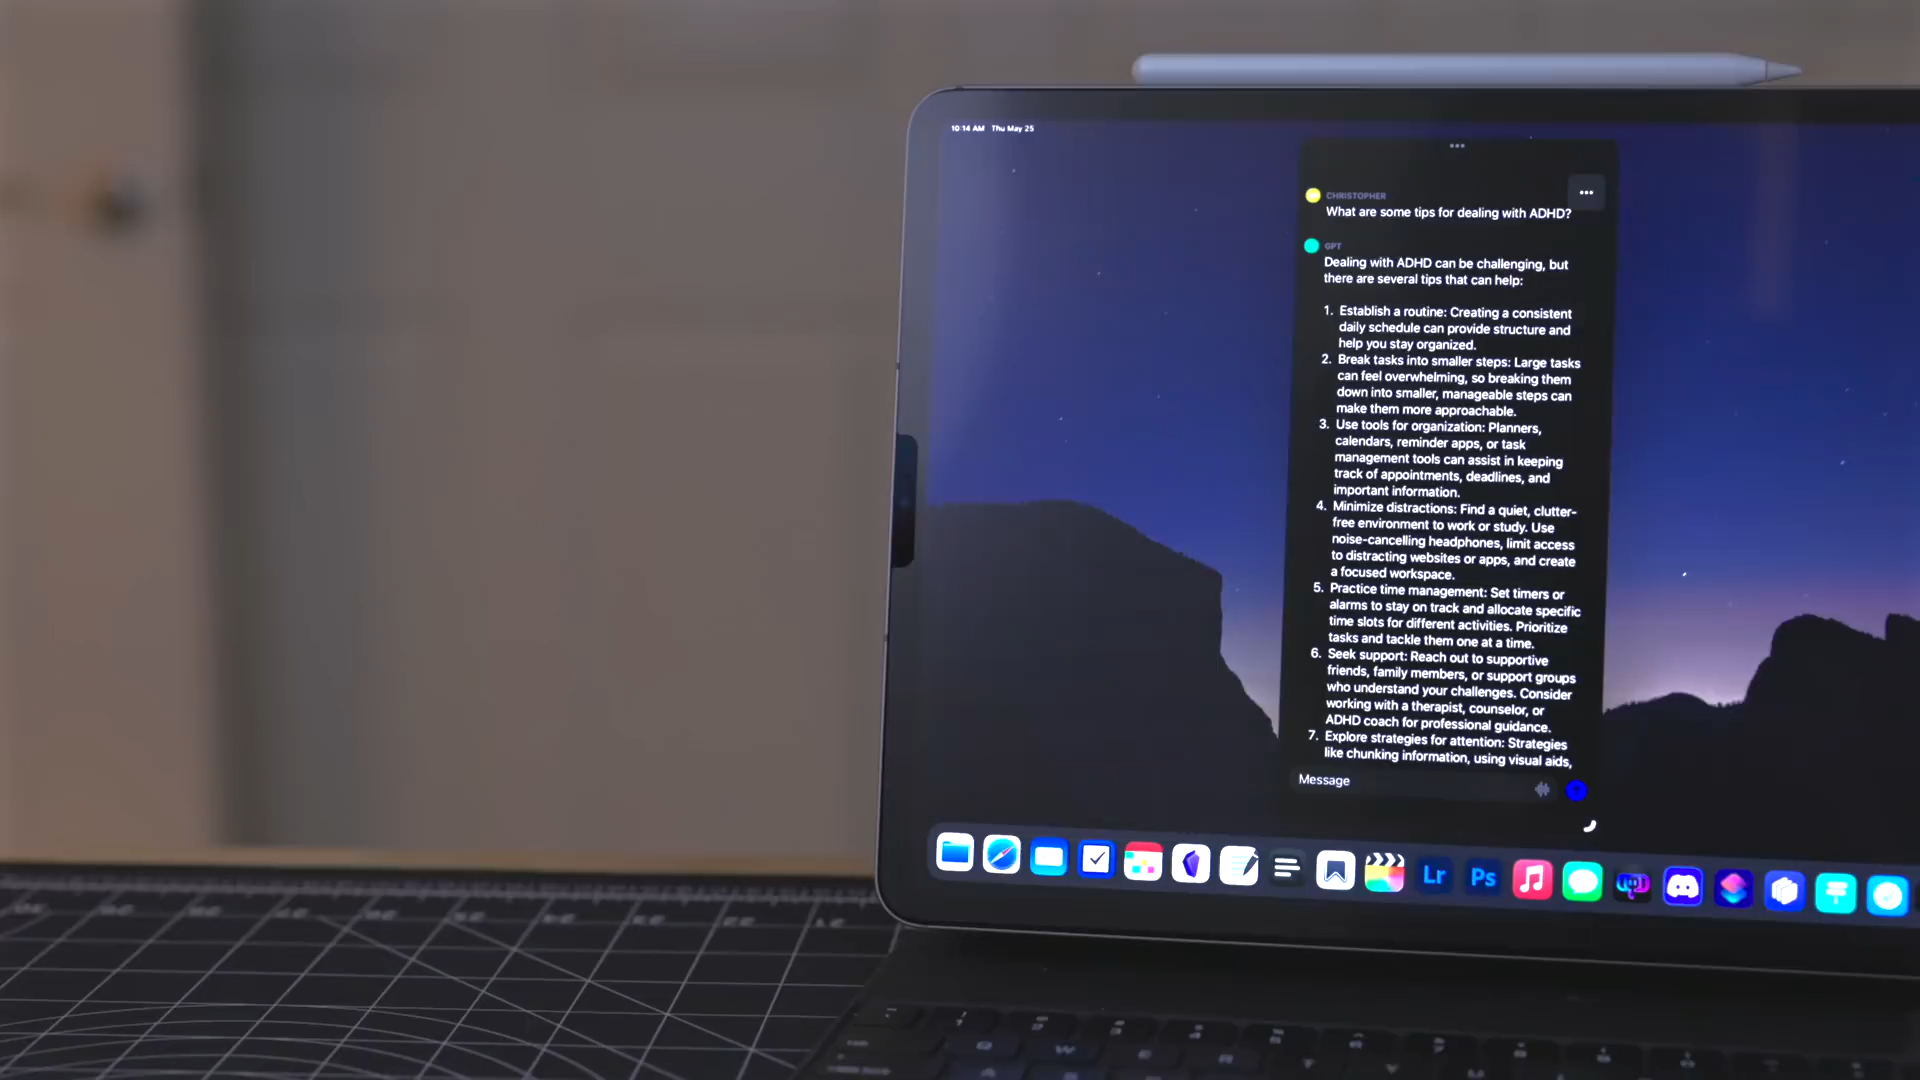 10:14 AM Thu May 25
CHRISTOPHER
What are some tips for dealing with ADHD?
GPT
Dealing with ADHD can be challenging, but
there are several tips that can help:
1. Establish a routine: Creating a consistent
daily schedule can provide structure and
help you stay organized.
2. Break tasks into smaller steps: Large tasks
can feel overwhelming, so breaking them
down into smaller, manageable steps can
make them more approachable.
3. Use tools for organization: Planners,
calendars, reminder apps, or task
management tools can assist in keeping
track of appointments, deadlines, and
important information.
4. Minimize distractions: Find a quiet, clutter-
free environment to work or study. Use
noise-cancelling headphones, limit access
to distracting websites or apps, and create
a focused workspace.
5. Practice time management: Set timers or
alarms to stay on track and allocate specific
time slots for different activities. Prioritize
tasks and tackle them one at a time.
6. Seek support: Reach out to supportive
friends, family members, or support groups
who understand your challenges. Consider
working with a therapist, counselor, or
ADHD coach for professional guidance.
7. Explore strategies for attention: Strategies
like chunking information, using visual aids,
Message
Lr
Ps
25 24 23 22 21
Q W E R T Y